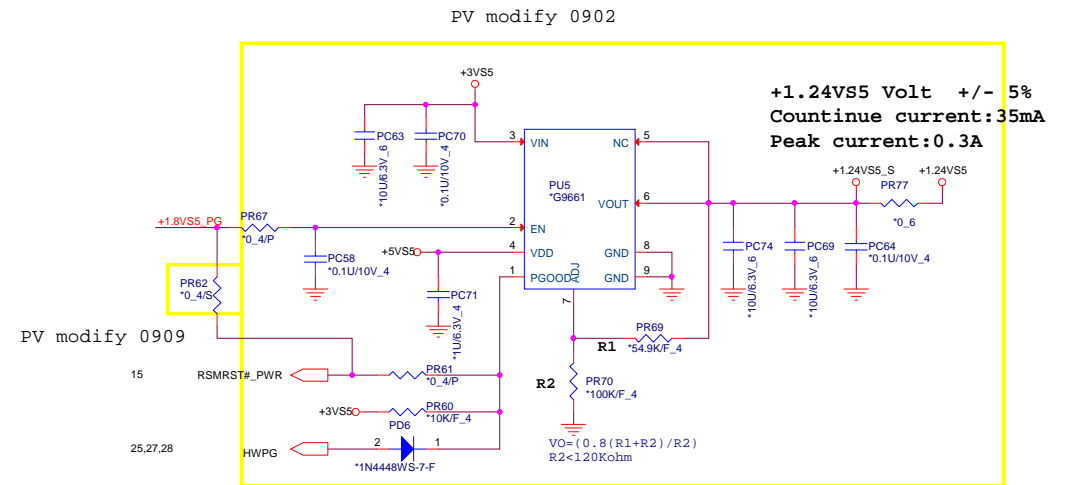 PV modify 0902
+3VS5
+1.24VS5 Volt  +/- 5%
Countinue current:35mA
Peak current:0.3A
PC63
*10U/6.3V_6
PC70
*0.1U/10V_4
3
VIN
NC
5
PU5
*G9661
+1.24VS5_S
+1.24VS5
PR77
*0_6
VOUT
6
+1.8VS5_PG
PR67
*0_4/P
2
EN
PC58
*0.1U/10V_4
+5VS5
4
VDD
GND
8
1
PGOOD
ADJ
GND
9
7
PC74
*10U/6.3V_6
PC69
*10U/6.3V_6
PC64
*0.1U/10V_4
PR62
*0_4/S
PC71
*1U/6.3V_4
PV modify 0909
R1
PR69
*54.9K/F_4
15
RSMRST#_PWR
PR61
*0_4/P
R2
PR70
*100K/F_4
+3VS5
PR60
*10K/F_4
PD6
25,27,28
HWPG
2
1
*1N4448WS-7-F
VO=(0.8(R1+R2)/R2)
R2<120Kohm